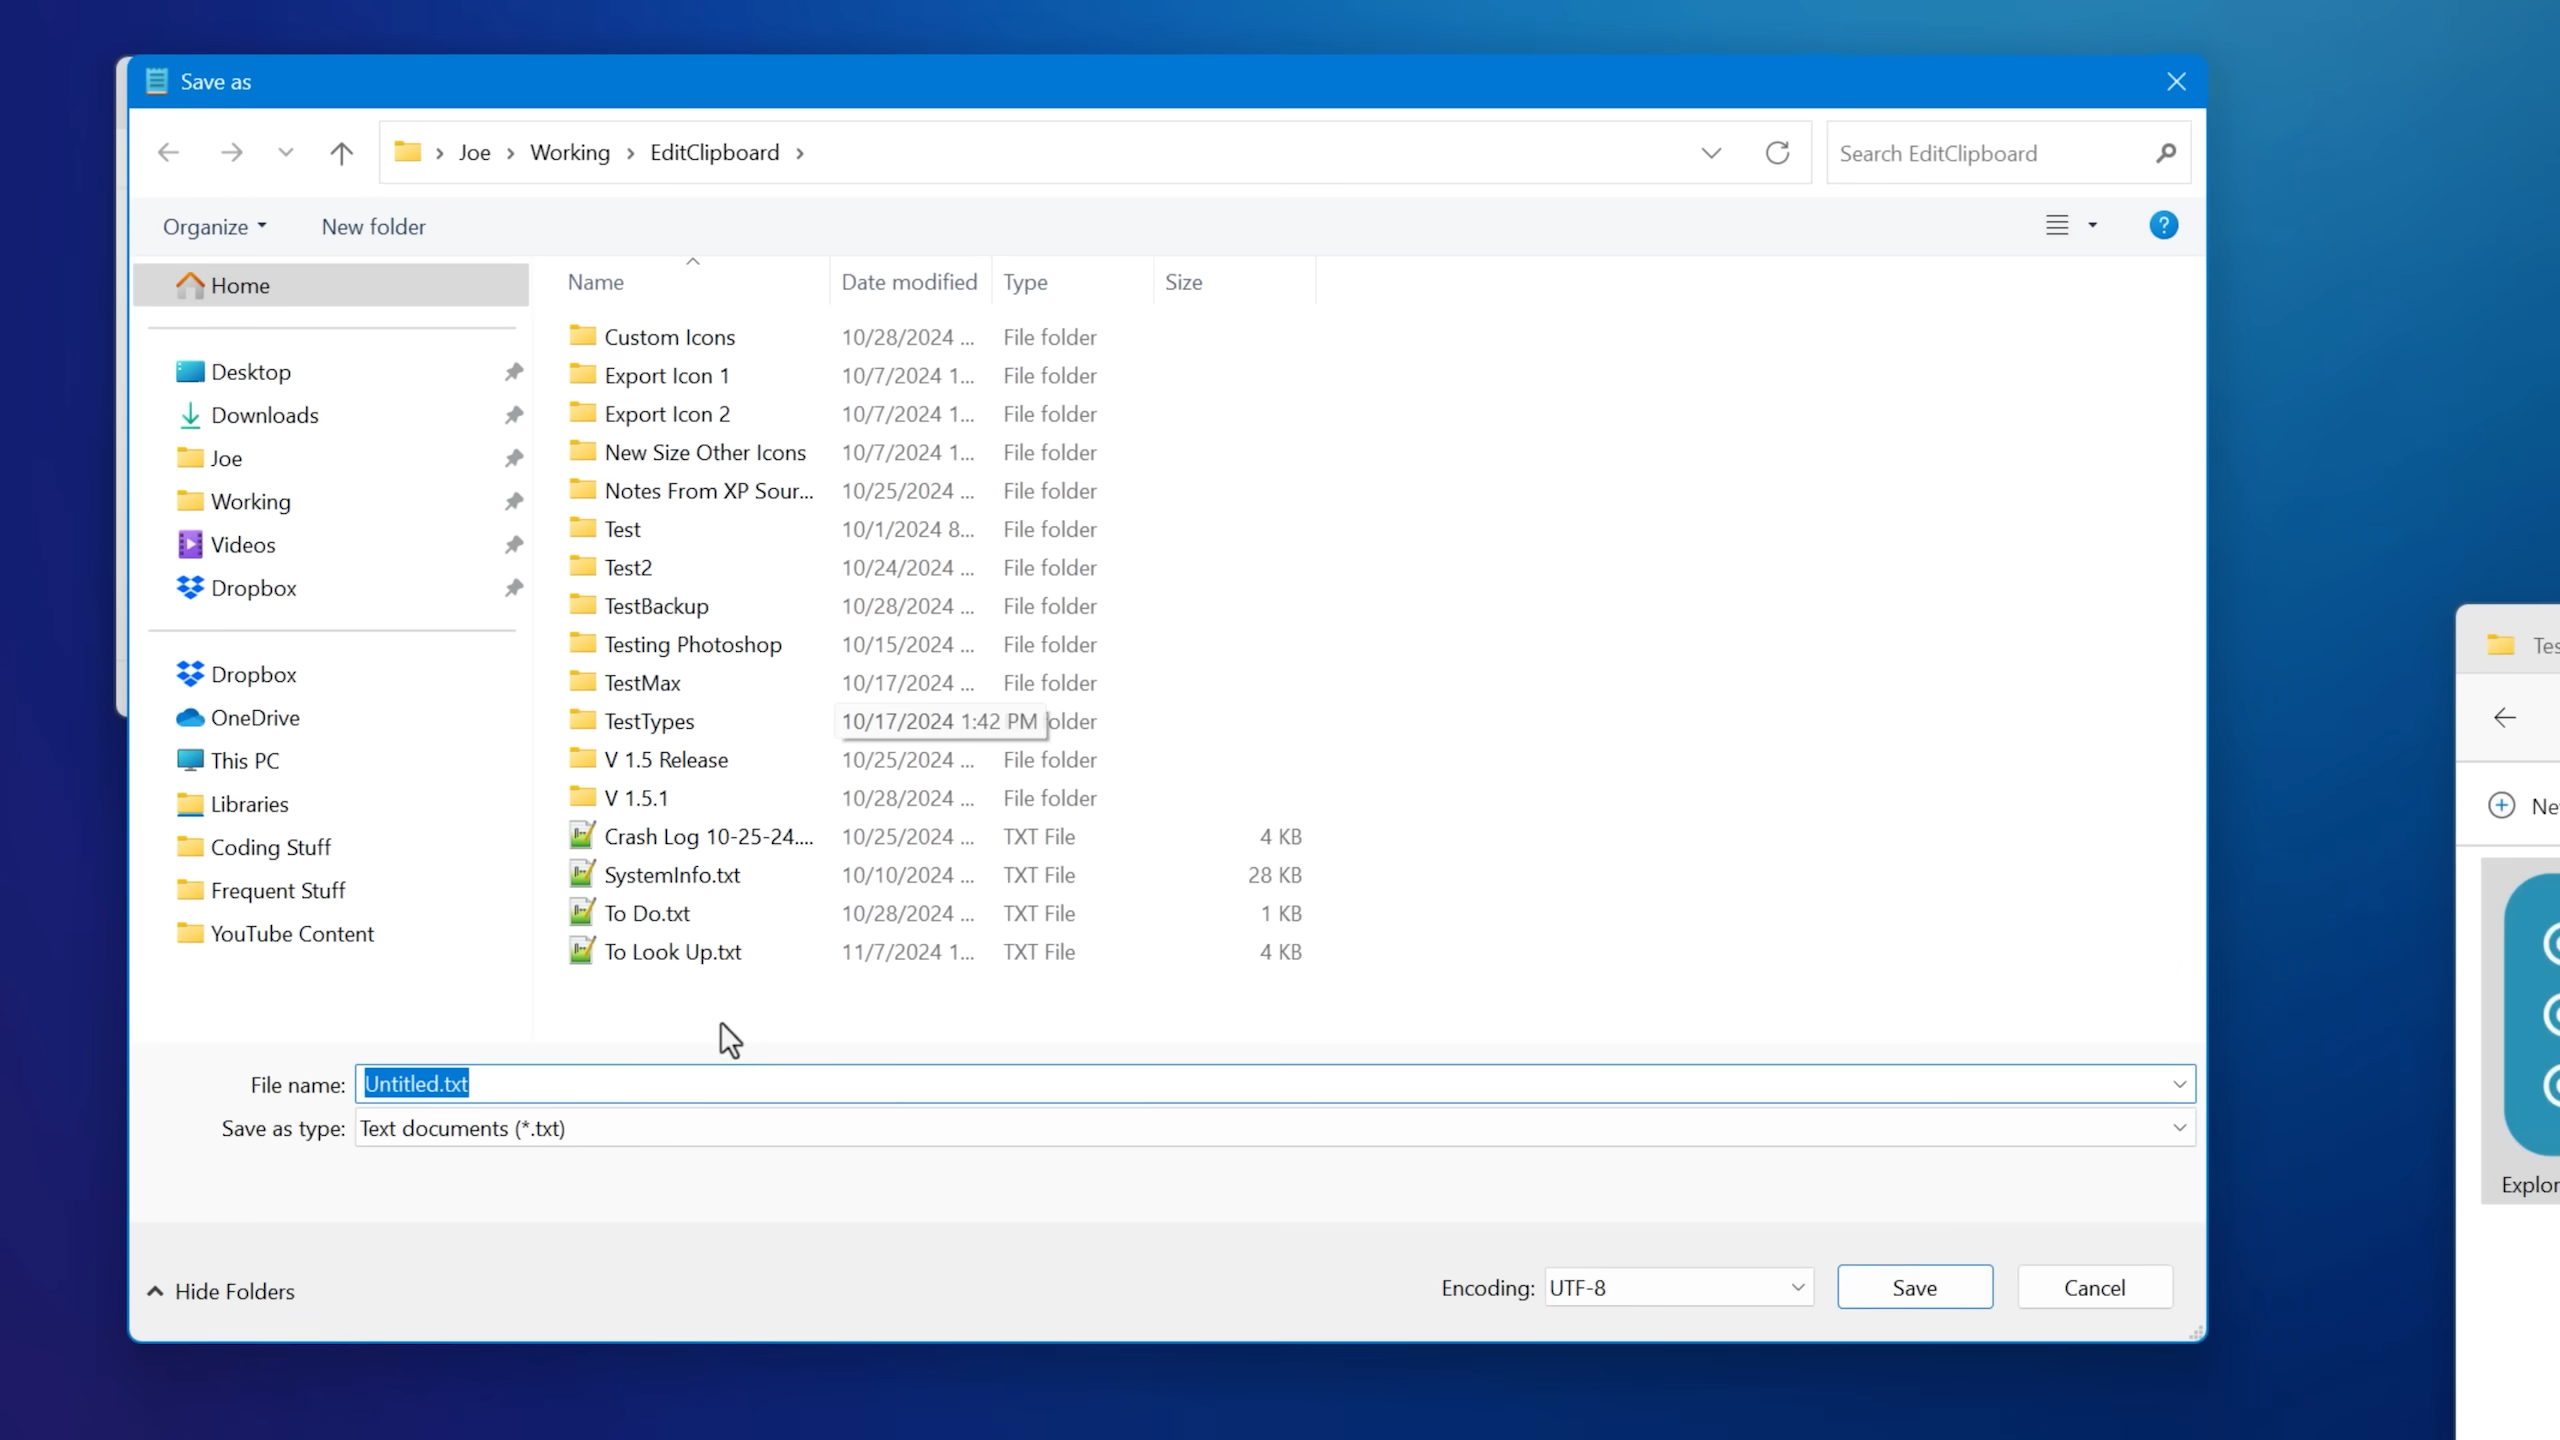 Save as
Joe › Working › EditClipboard ›
Search EditClipboard
Organize
New folder
?
Home
Desktop
Downloads
Joe
Working
Videos
Dropbox
Dropbox
OneDrive
This PC
Libraries
Coding Stuff
Frequent Stuff
YouTube Content
Name Date modified Type Size
Custom Icons 10/28/2024 ... File folder
Export Icon 1 10/7/2024 1... File folder
Export Icon 2 10/7/2024 1... File folder
New Size Other Icons 10/7/2024 1... File folder
Notes From XP Sour... 10/25/2024 ... File folder
Test 10/1/2024 8... File folder
Test2 10/24/2024 ... File folder
TestBackup 10/28/2024 ... File folder
Testing Photoshop 10/15/2024 ... File folder
TestMax 10/17/2024 ... File folder
TestTypes 10/17/2024 1:42 PM older
V 1.5 Release 10/25/2024 ... File folder
V 1.5.1 10/28/2024 ... File folder
Crash Log 10-25-24.... 10/25/2024 ... TXT File 4 KB
SystemInfo.txt 10/10/2024 ... TXT File 28 KB
To Do.txt 10/28/2024 ... TXT File 1 KB
To Look Up.txt 11/7/2024 1... TXT File 4 KB
File name: Untitled.txt
Save as type: Text documents (*.txt)
Hide Folders
Encoding: UTF-8
Save
Cancel
Tes
Ne
Explor